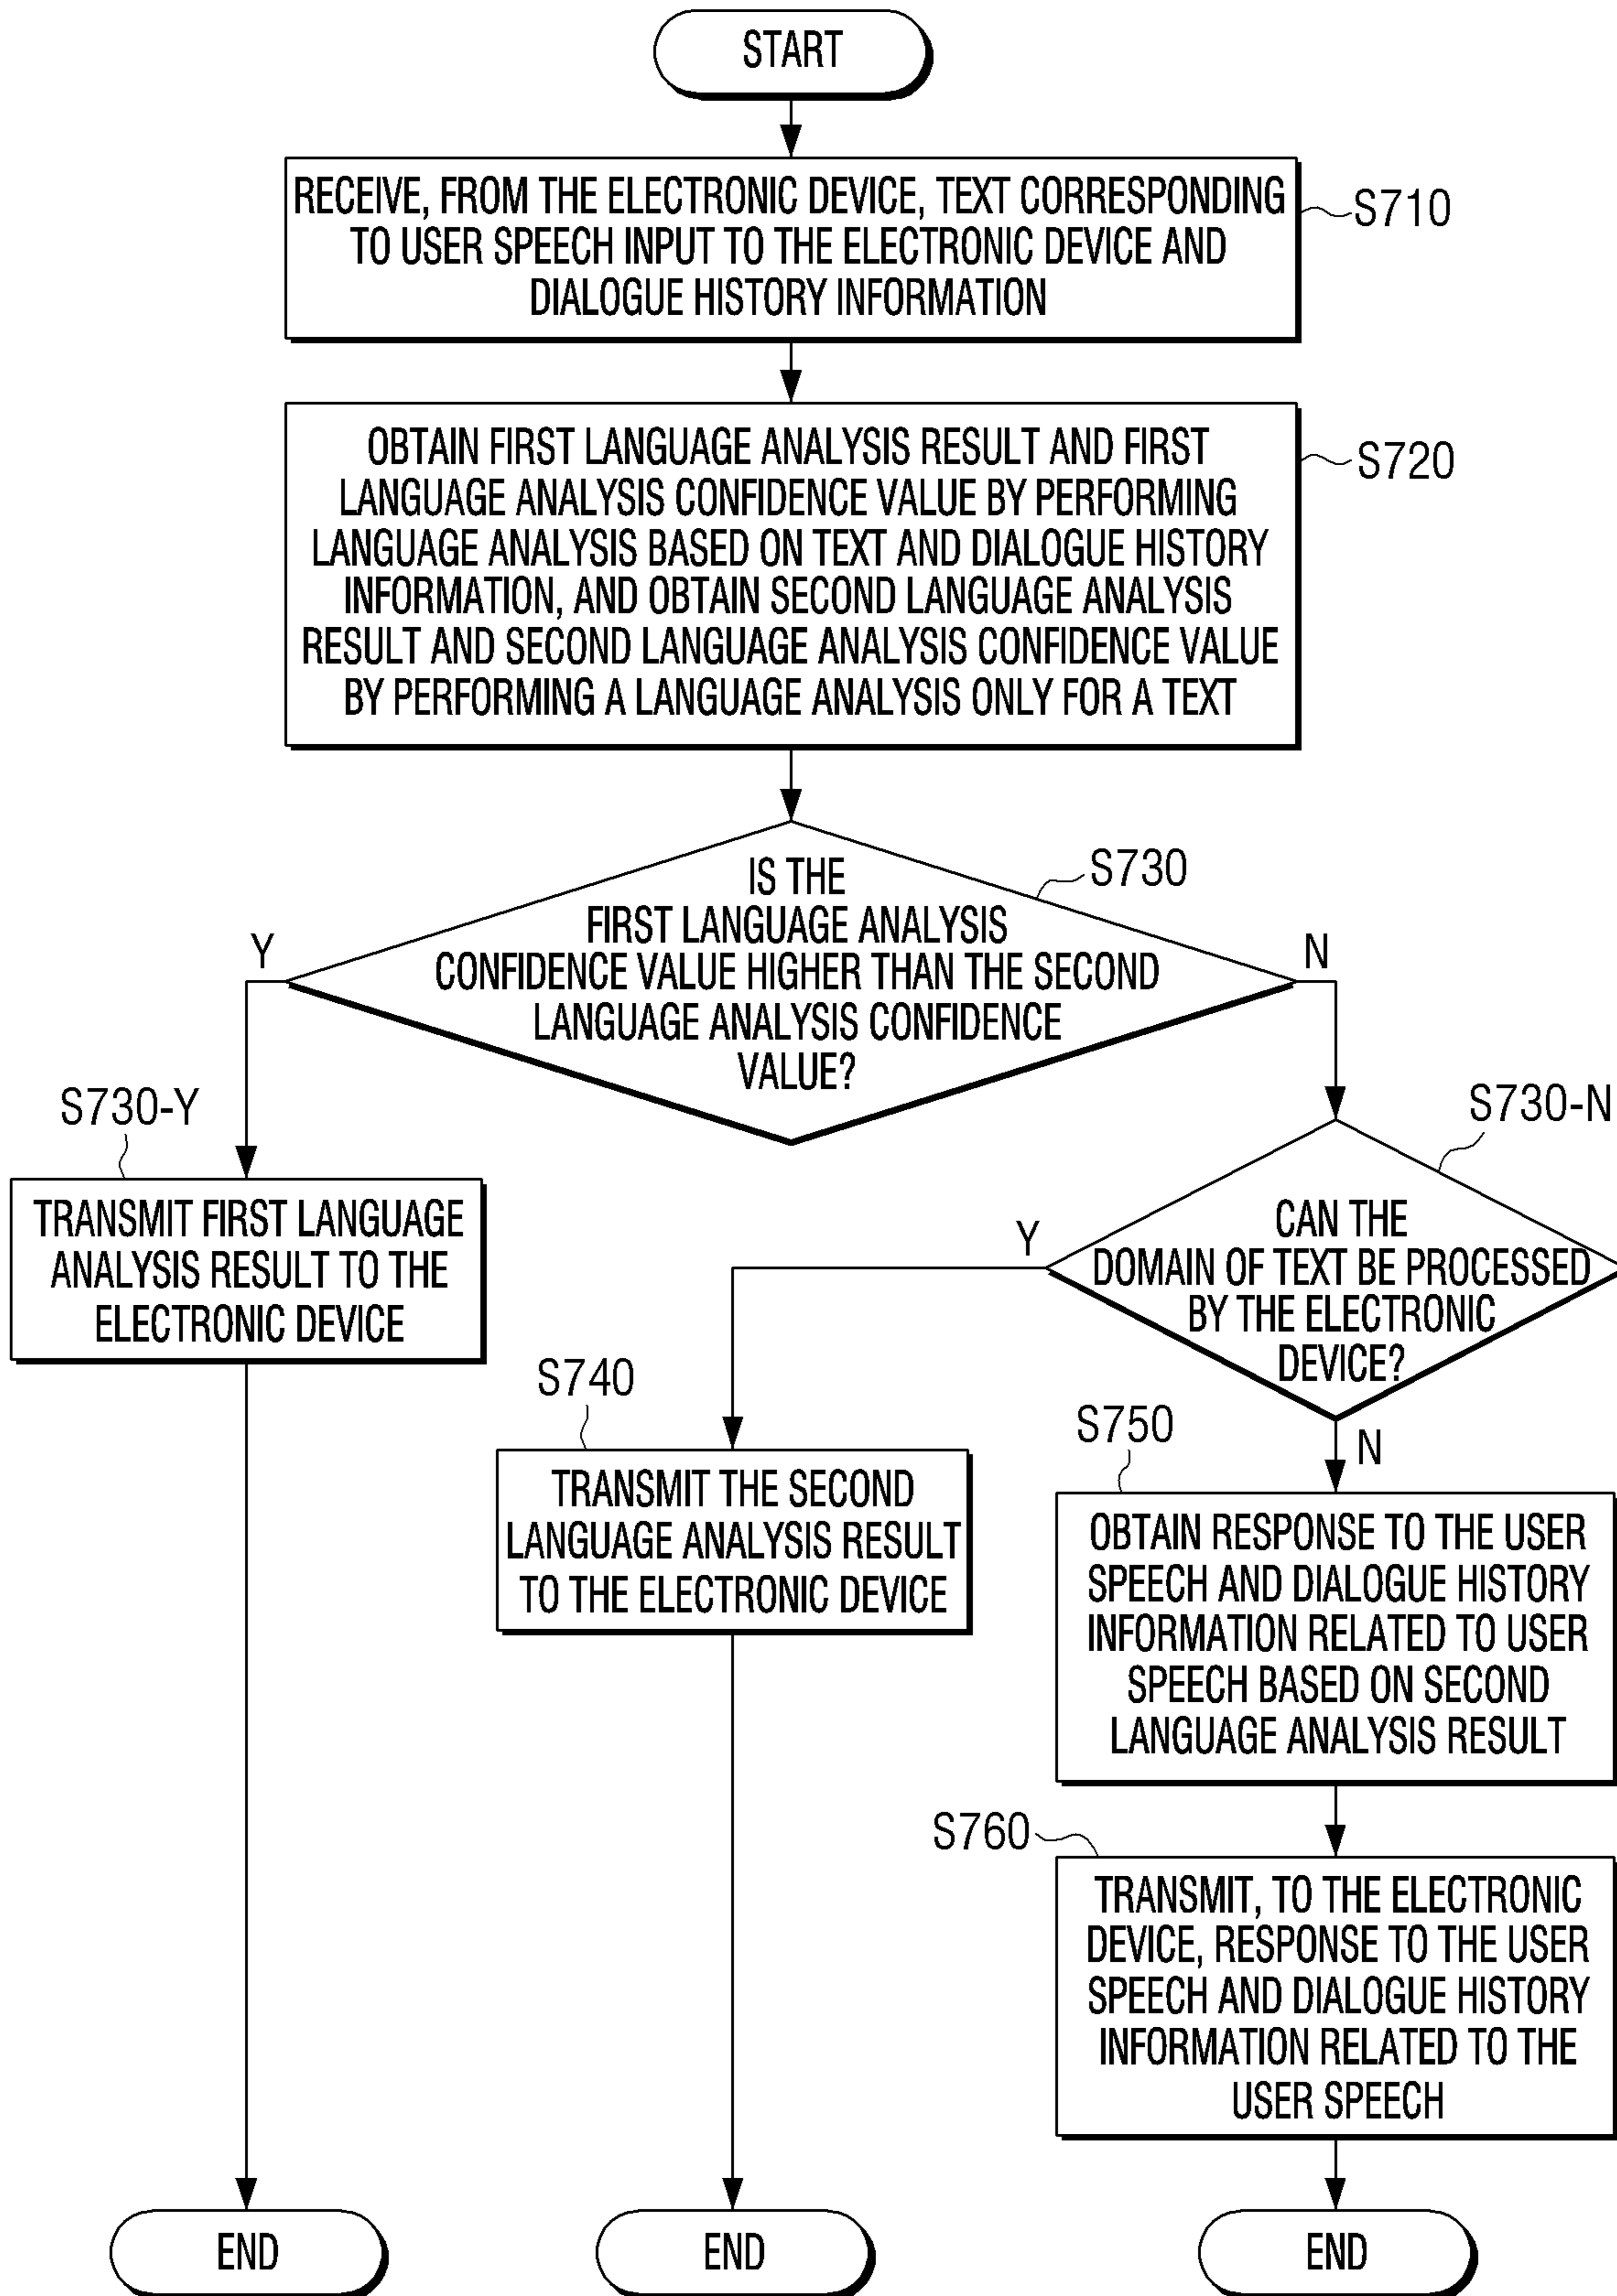 START
RECEIVE, FROM THE ELECTRONIC DEVICE, TEXT CORRESPONDING
TO USER SPEECH INPUT TO THE ELECTRONIC DEVICE AND
DIALOGUE HISTORY INFORMATION
S710
OBTAIN FIRST LANGUAGE ANALYSIS RESULT AND FIRST
LANGUAGE ANALYSIS CONFIDENCE VALUE BY PERFORMING
LANGUAGE ANALYSIS BASED ON TEXT AND DIALOGUE HISTORY
INFORMATION, AND OBTAIN SECOND LANGUAGE ANALYSIS
RESULT AND SECOND LANGUAGE ANALYSIS CONFIDENCE VALUE
BY PERFORMING A LANGUAGE ANALYSIS ONLY FOR A TEXT
S720
IS THE
FIRST LANGUAGE ANALYSIS
CONFIDENCE VALUE HIGHER THAN THE SECOND
LANGUAGE ANALYSIS CONFIDENCE
VALUE?
S730
Y
N
S730-Y
TRANSMIT FIRST LANGUAGE
ANALYSIS RESULT TO THE
ELECTRONIC DEVICE
S730-N
CAN THE
DOMAIN OF TEXT BE PROCESSED
BY THE ELECTRONIC
DEVICE?
Y
N
S740
TRANSMIT THE SECOND
LANGUAGE ANALYSIS RESULT
TO THE ELECTRONIC DEVICE
S750
OBTAIN RESPONSE TO THE USER
SPEECH AND DIALOGUE HISTORY
INFORMATION RELATED TO USER
SPEECH BASED ON SECOND
LANGUAGE ANALYSIS RESULT
S760
TRANSMIT, TO THE ELECTRONIC
DEVICE, RESPONSE TO THE USER
SPEECH AND DIALOGUE HISTORY
INFORMATION RELATED TO THE
USER SPEECH
END
END
END